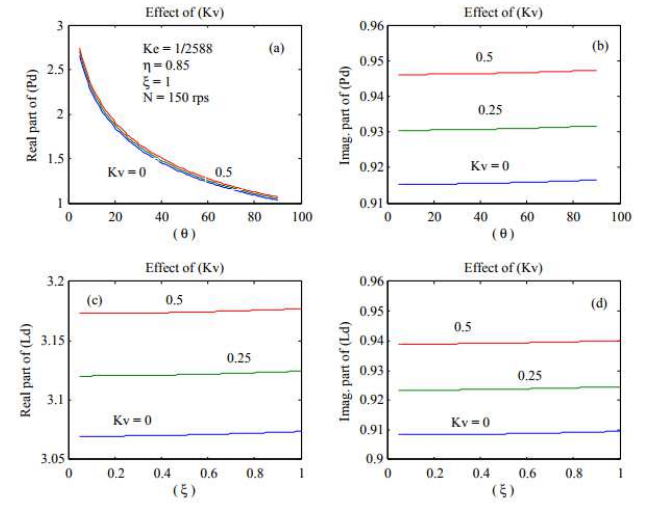 Effect of (Kv)
3
2.5
2
1.5
1
Real part of (Pd)
Ke = 1/2588
η = 0.85
ξ = 1
N = 150 rps
(a)
Kv = 0
0.5
0 20 40 60 80 100
( θ )
Effect of (Kv)
0.96
0.95
0.94
0.93
0.92
0.91
Imag. part of (Pd)
(b)
0.5
0.25
Kv = 0
0 20 40 60 80 100
( θ )
Effect of (Kv)
3.2
3.15
3.1
3.05
Real part of (Ld)
(c)
0.5
0.25
Kv = 0
0 0.2 0.4 0.6 0.8 1
( ξ )
Effect of (Kv)
0.96
0.95
0.94
0.93
0.92
0.91
0.9
Imag. part of (Ld)
(d)
0.5
0.25
Kv = 0
0 0.2 0.4 0.6 0.8 1
( ξ )